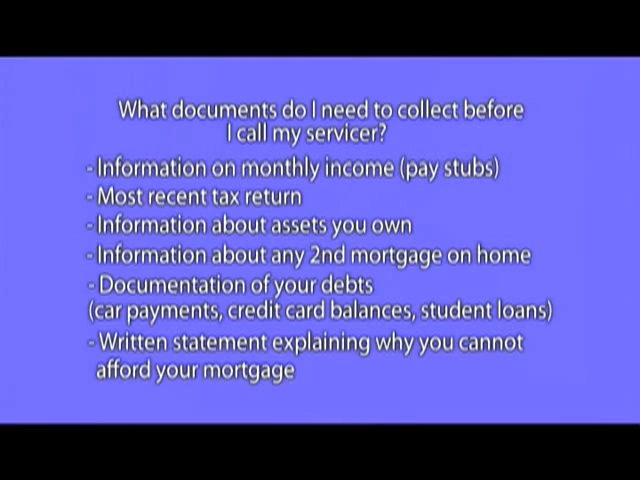 What documents do I need to collect before
I call my servicer?
- Information on monthly income (pay stubs)
- Most recent tax return
- Information about assets you own
- Information about any 2nd mortgage on home
- Documentation of your debts
(car payments, credit card balances, student loans)
- Written statement explaining why you cannot
afford your mortgage